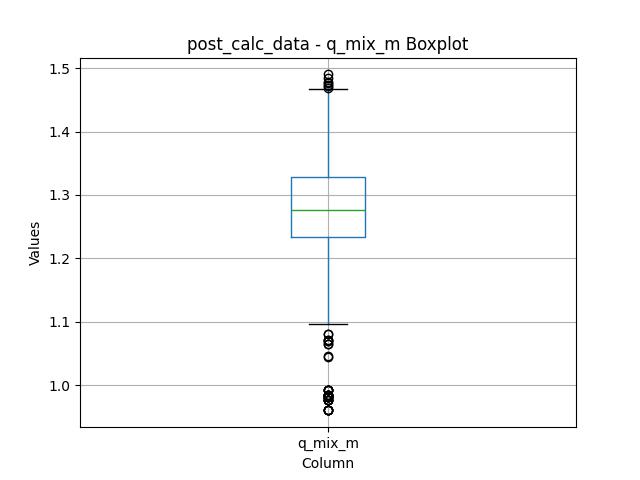 post_calc_data - q_mix_m Boxplot
1.5
1.4
1.3
1.2
1.1
1.0
Values
q_mix_m
Column